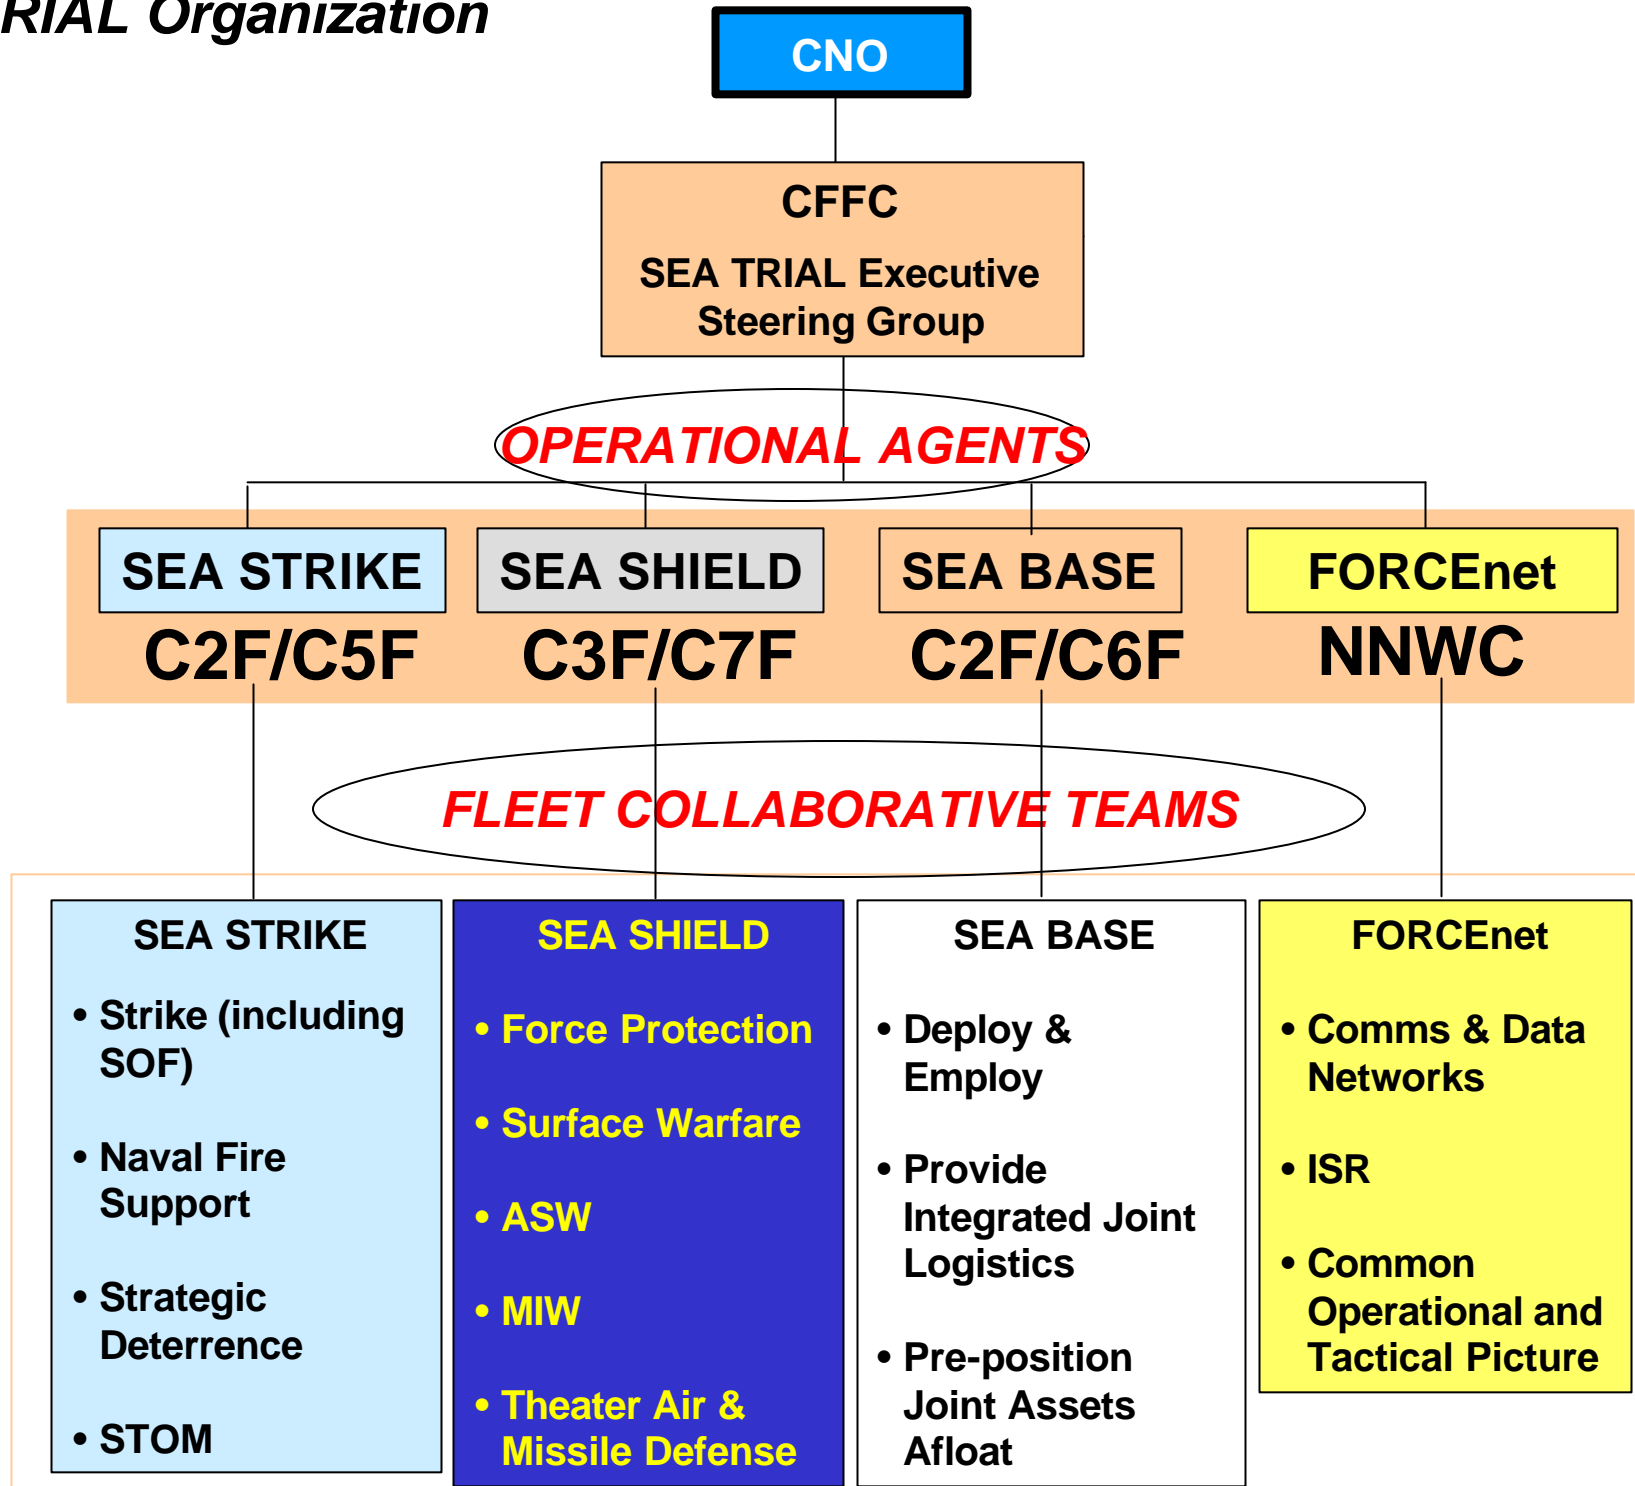 RIAL Organization
CNO
CFFC
SEA TRIAL Executive
Steering Group
OPERATIONAL AGENTS
SEA STRIKE
SEA SHIELD
SEA BASE
FORCEnet
C2F/C5F
C3F/C7F
C2F/C6F
NNWC
FLEET COLLABORATIVE TEAMS
SEA STRIKE
• Strike (including
SOF)
• Naval Fire
Support
• Strategic
Deterrence
• STOM
SEA SHIELD
• Force Protection
• Surface Warfare
• ASW
• MIW
• Theater Air &
Missile Defense
SEA BASE
• Deploy &
Employ
• Provide
Integrated Joint
Logistics
• Pre-position
Joint Assets
Afloat
FORCEnet
• Comms & Data
Networks
• ISR
• Common
Operational and
Tactical Picture